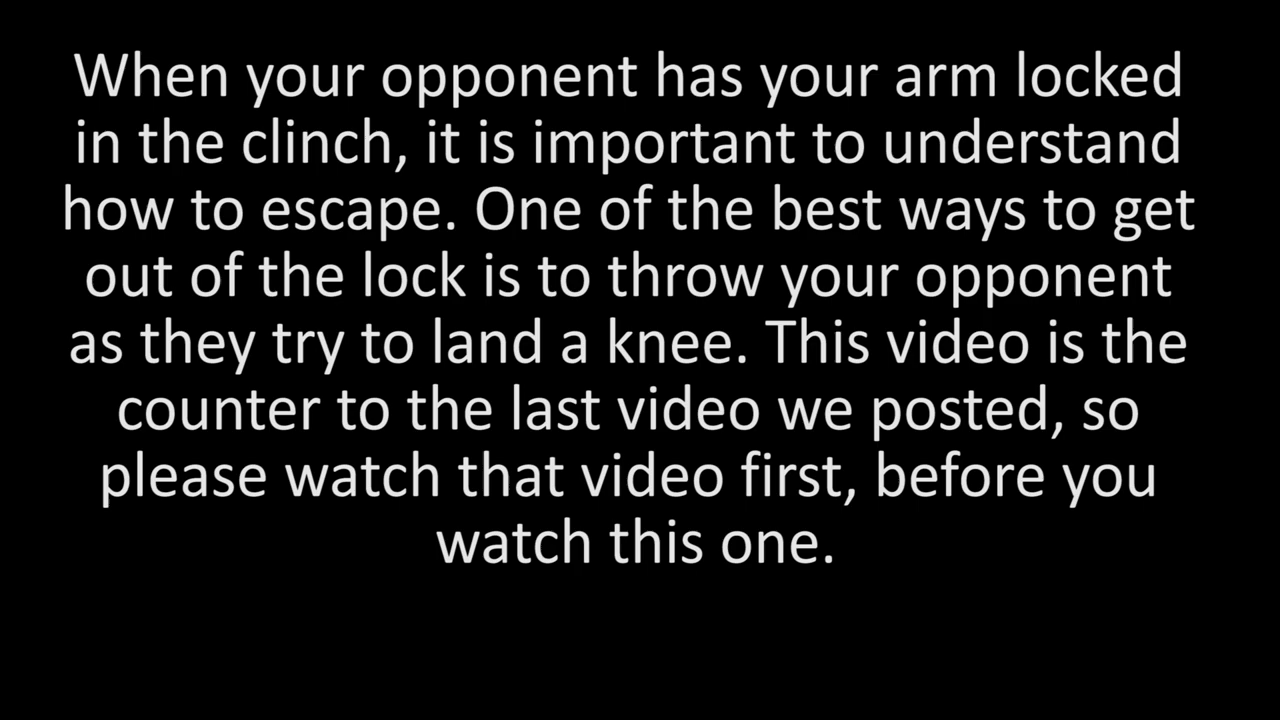 When your opponent has your arm locked
in the clinch, it is important to understand
how to escape. One of the best ways to get
out of the lock is to throw your opponent
as they try to land a knee. This video is the
counter to the last video we posted, so
please watch that video first, before you
watch this one.